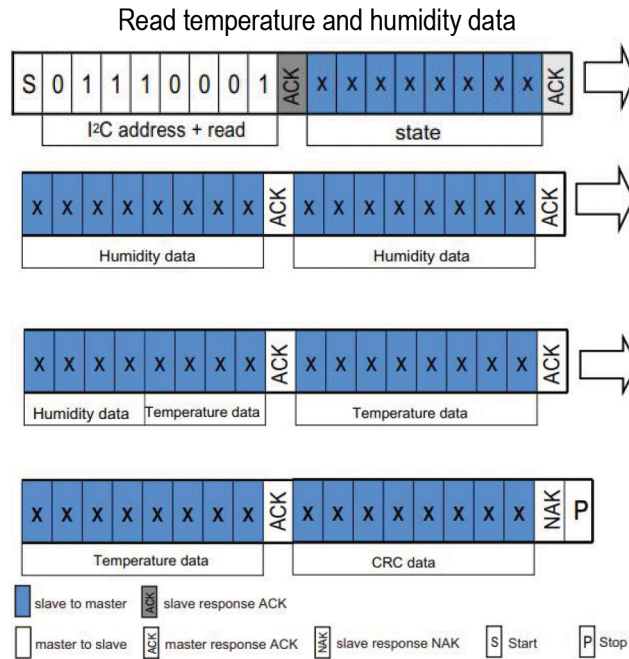 Read temperature and humidity data
S 0 1 1 1 0 0 0 1 ACK x x x x x x x x ACK
I²C address + read state
X X X X X X X X ACK X X X X X X X X ACK
Humidity data Humidity data
X X X X X X X X ACK X X X X X X X X ACK
Humidity data Temperature data Temperature data
X X X X X X X X ACK X X X X X X X X NAK P
Temperature data CRC data
slave to master ACK slave response ACK
master to slave ACK master response ACK NAK slave response NAK S Start P Stop